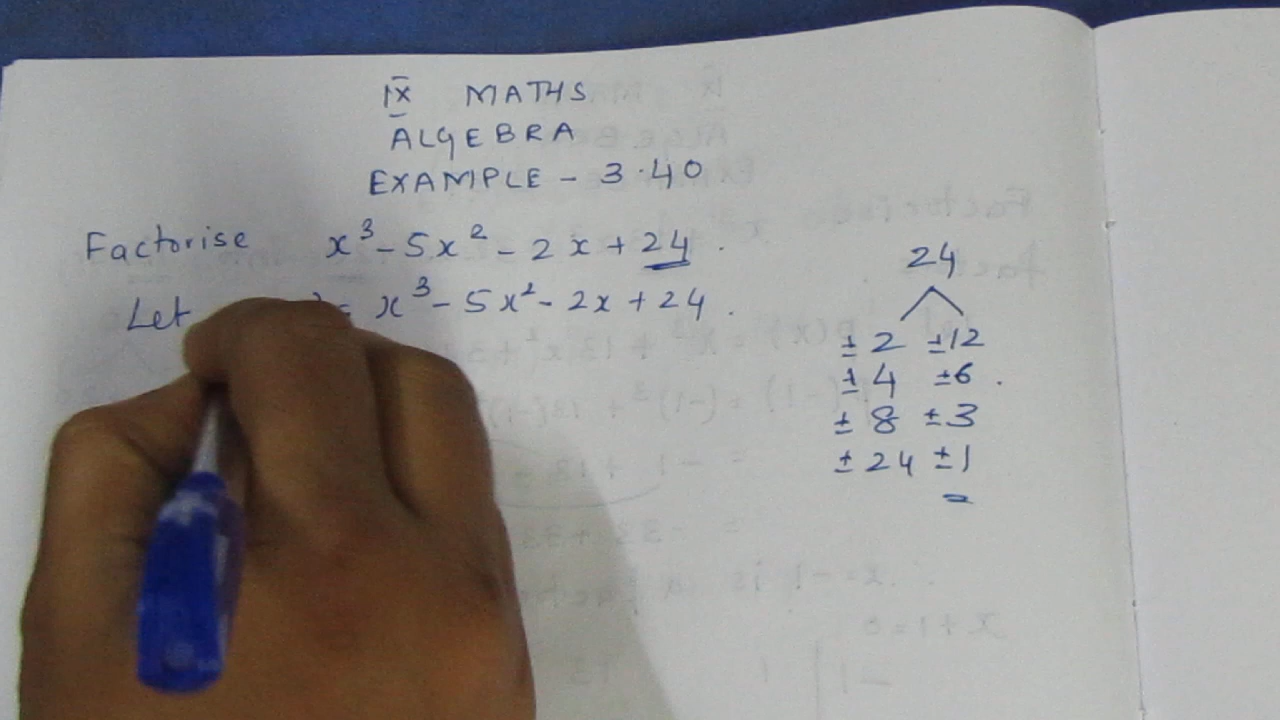 IX MATHS
ALGEBRA
EXAMPLE - 3.40
Factorise x³ - 5x² - 2x + 24.
Let = x³ - 5x² - 2x + 24.
24
± 2 ±12
± 4 ±6.
± 8 ±3
± 24 ±1